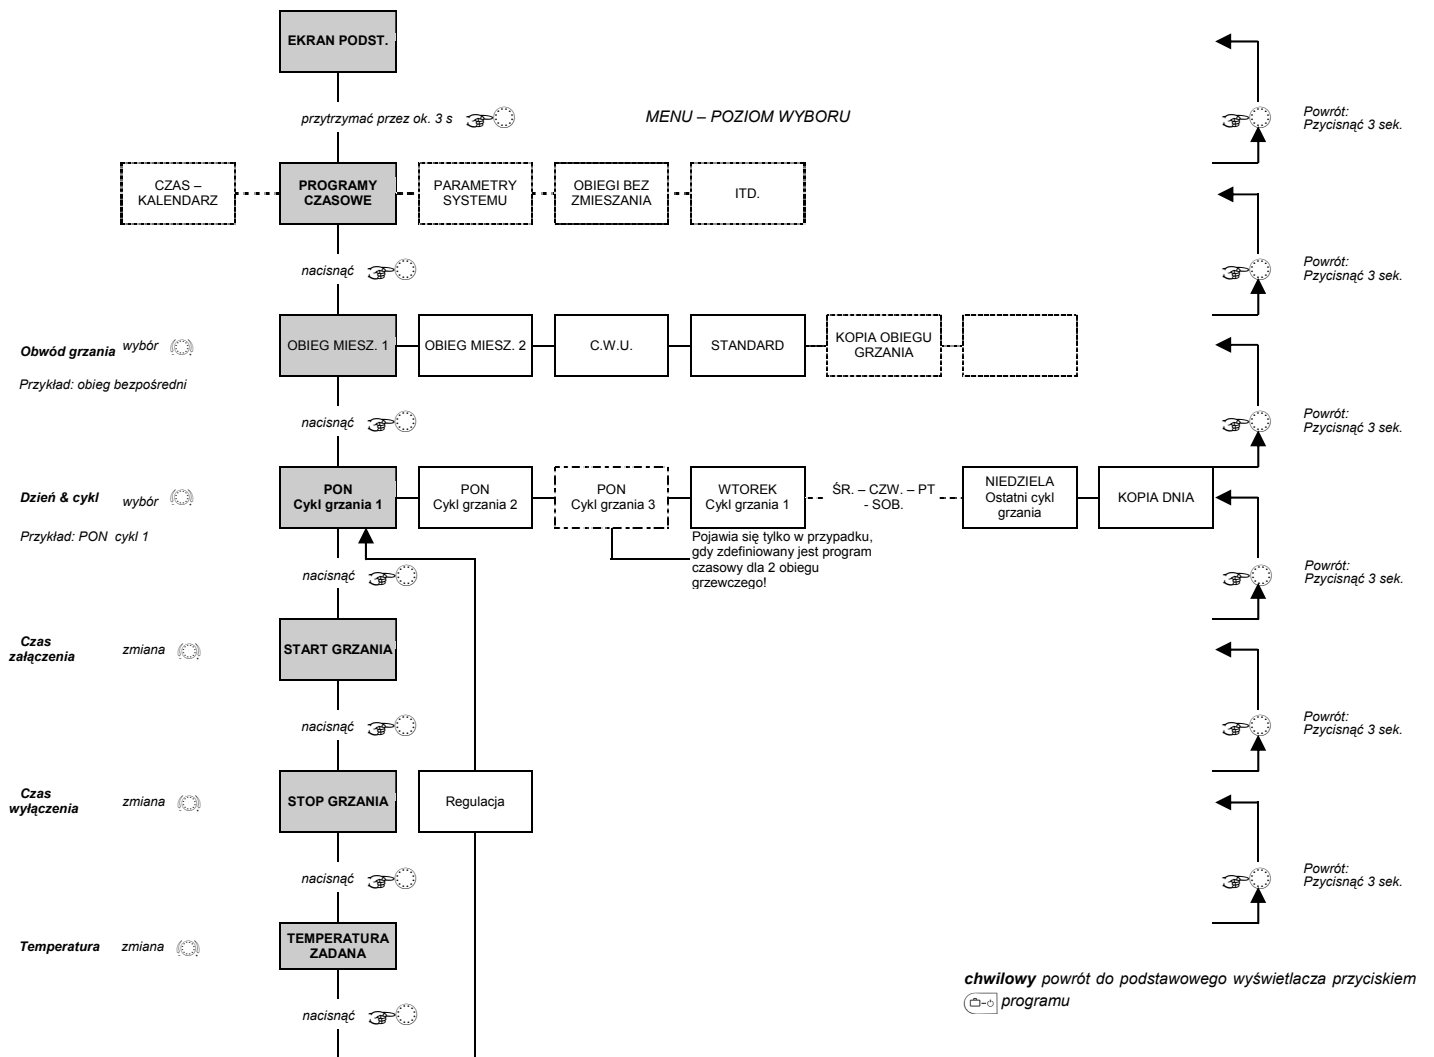 EKRAN PODST.
przytrzymać przez ok. 3 s
MENU – POZIOM WYBORU
Powrót:
Pzycisnąć 3 sek.
CZAS –
KALENDARZ
PROGRAMY
CZASOWE
PARAMETRY
SYSTEMU
OBIEGI BEZ
ZMIESZANIA
ITD.
nacisnąć
Powrót:
Pzycisnąć 3 sek.
Obwód grzania wybór
Przykład: obieg bezpośredni
OBIEG MIESZ. 1
OBIEG MIESZ. 2
C.W.U.
STANDARD
KOPIA OBIEGU
GRZANIA
nacisnąć
Powrót:
Pzycisnąć 3 sek.
Dzień & cykl wybór
Przykład: PON cykl 1
PON
Cykl grzania 1
PON
Cykl grzania 2
PON
Cykl grzania 3
WTOREK
Cykl grzania 1
ŚR. – CZW. – PT
- SOB.
NIEDZIELA
Ostatni cykl
grzania
KOPIA DNIA
Pojawia się tylko w przypadku,
gdy zdefiniowany jest program
czasowy dla 2 obiegu
grzewczego!
nacisnąć
Powrót:
Pzycisnąć 3 sek.
Czas
załączenia
zmiana
START GRZANIA
nacisnąć
Powrót:
Pzycisnąć 3 sek.
Czas
wyłączenia
zmiana
STOP GRZANIA
Regulacja
nacisnąć
Powrót:
Pzycisnąć 3 sek.
Temperatura zmiana
TEMPERATURA
ZADANA
nacisnąć
chwilowy powrót do podstawowego wyświetlacza przyciskiem
programu